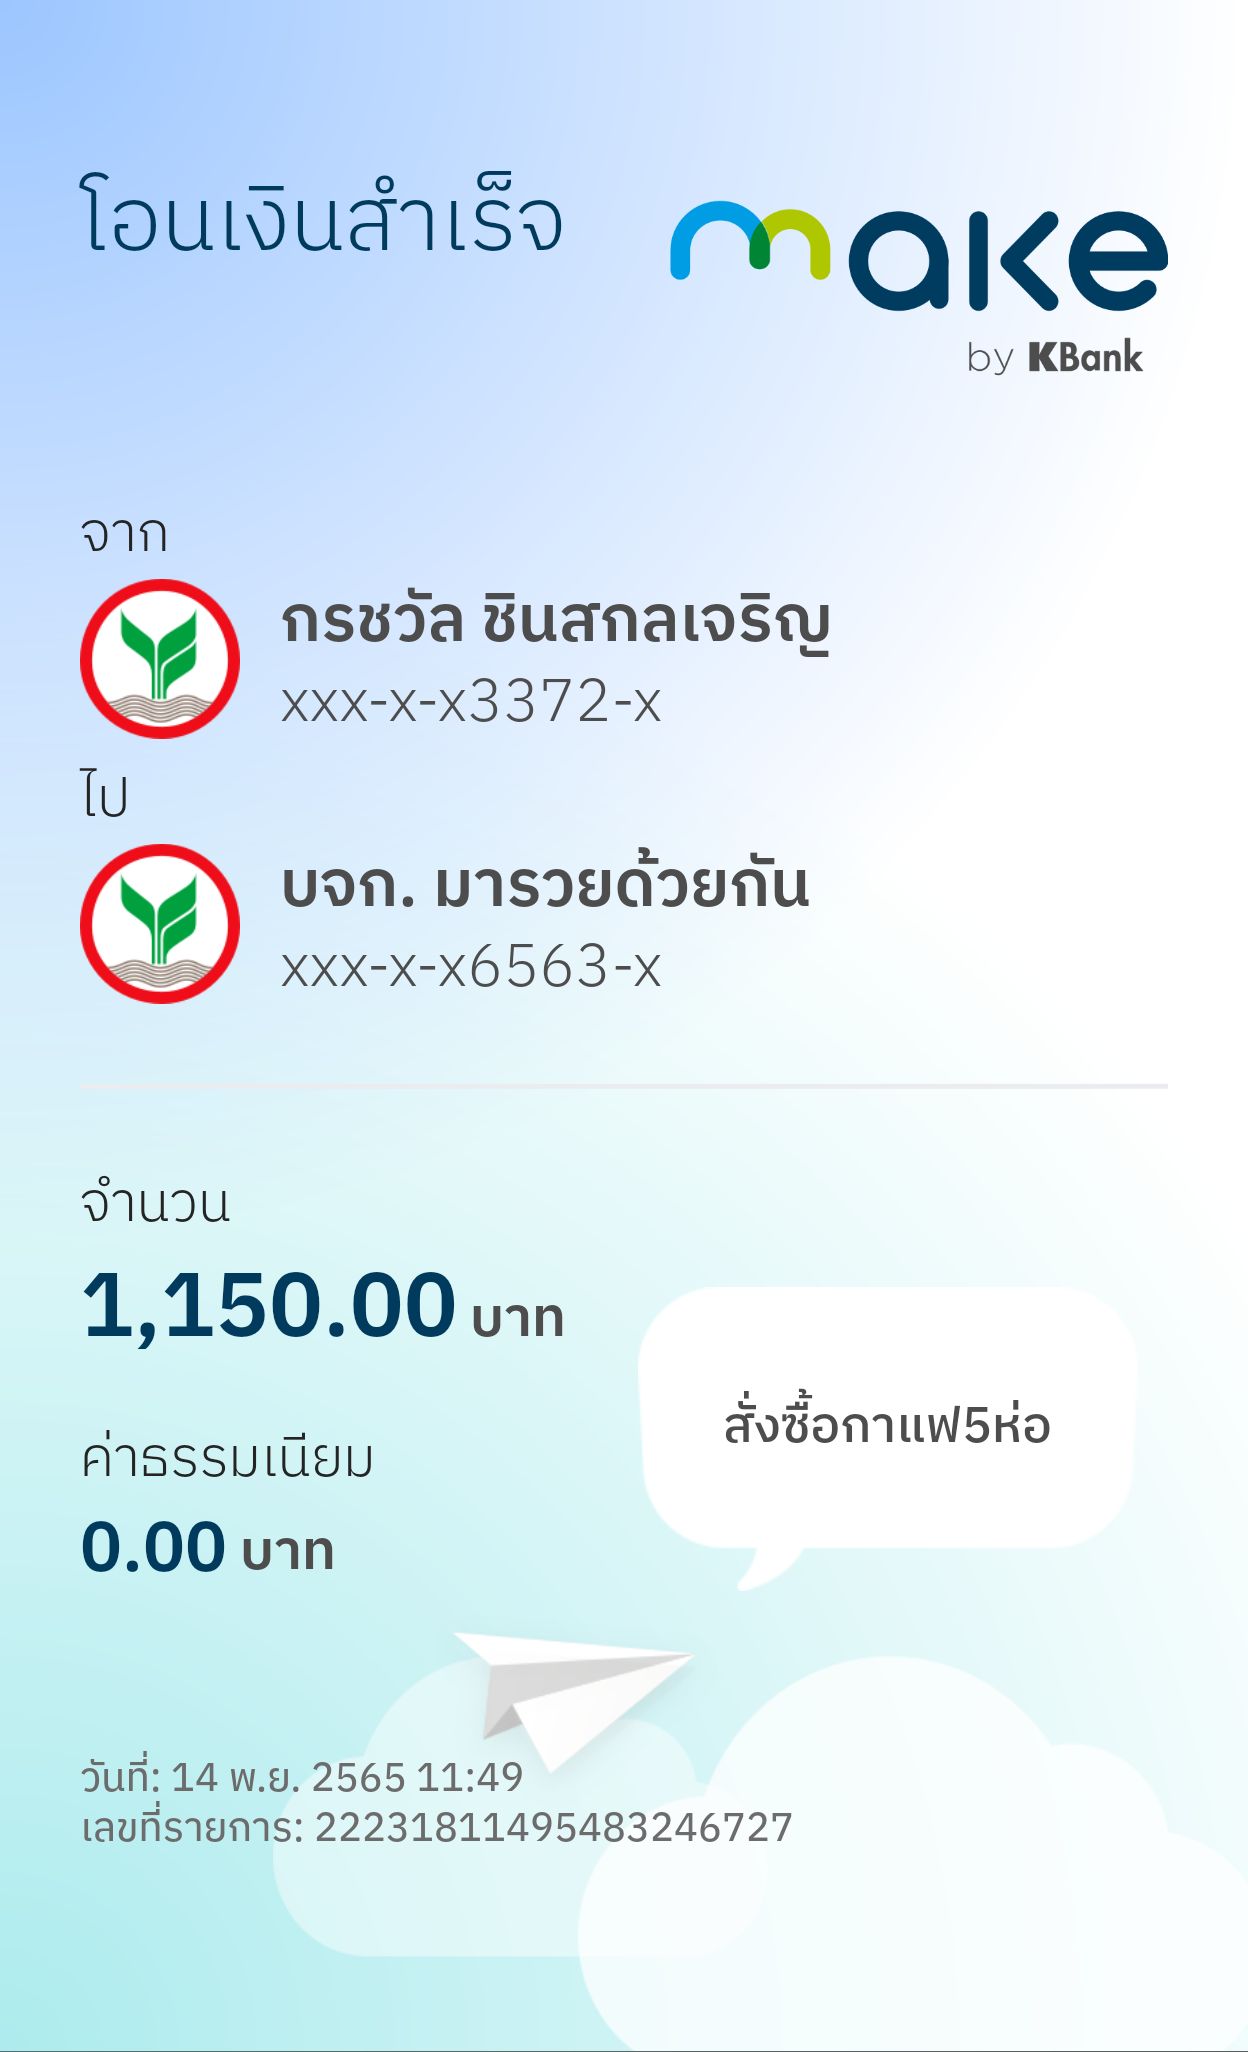 โอนเงินสำเร็จ
make
by KBank
จาก
กรชวัล ชินสกลเจริญ
xxx-x-x3372-x
ไป
บจก. มารวยด้วยกัน
xxx-x-x6563-x
จำนวน
1,150.00 บาท
สั่งซื้อกาแฟ5ห่อ
ค่าธรรมเนียม
0.00 บาท
วันที่: 14 พ.ย. 2565 11:49
เลขที่รายการ: 22231811495483246727